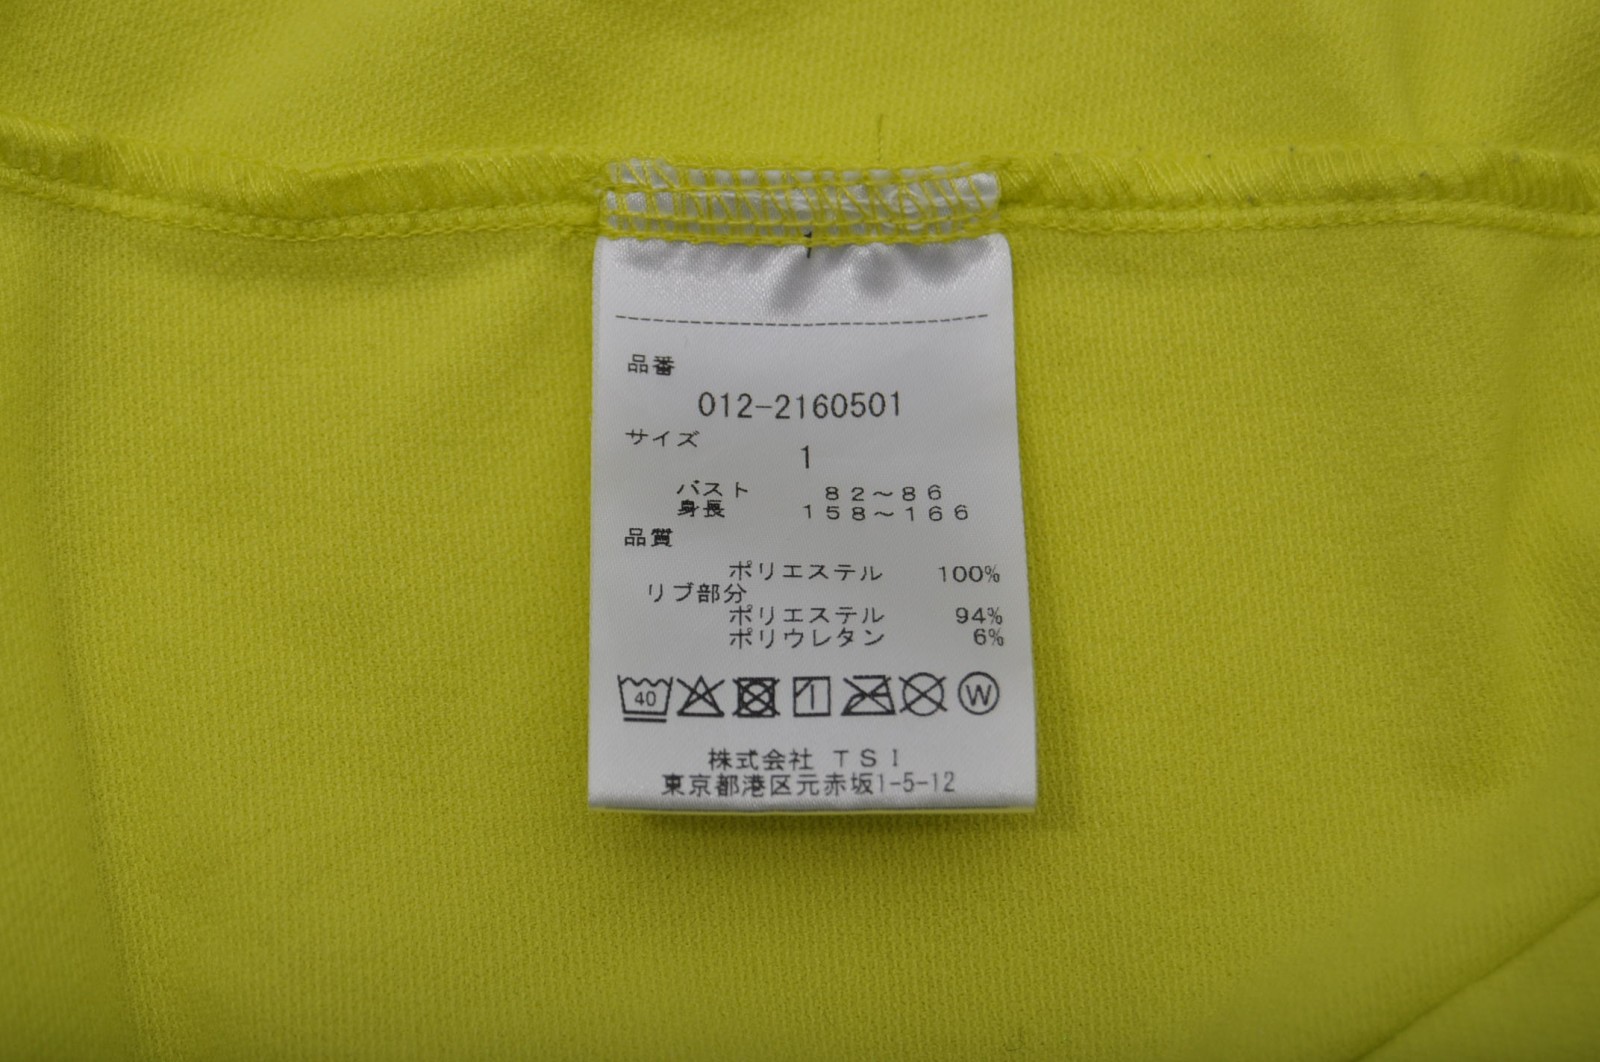 品番
012-2160501
サイズ
1
バスト 82～86
身長 158～166
品質
ポリエステル 100%
リブ部分
ポリエステル 94%
ポリウレタン 6%
40 W
株式会社 TSI
東京都港区元赤坂1-5-12